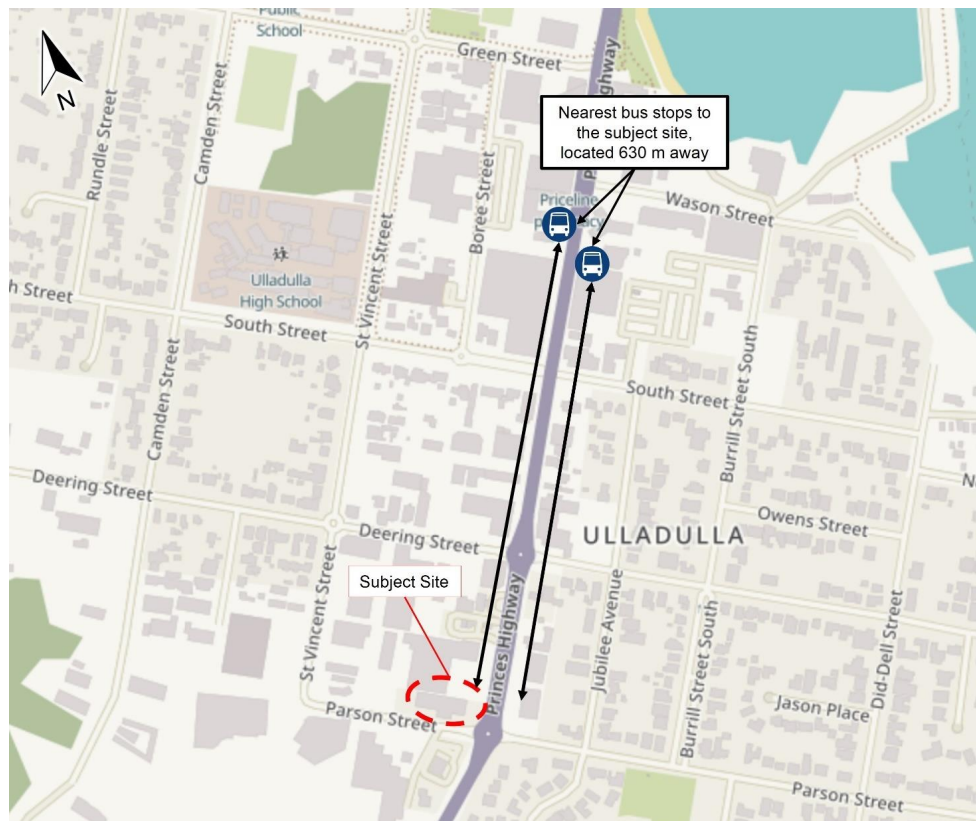 Public
School
Green Street
Highway
Nearest bus stops to
the subject site,
located 630 m away
Rundle Street
Camden Street
Boree Street
Priceline
Wason Street
Ulladulla
High School
St Vincent Street
South Street
South Street
Burrill Street South
Camden Street
Deering Street
Deering Street
Owens Street
ULLADULLA
Subject Site
St Vincent Street
Princes Highway
Jubilee Avenue
Burrill Street South
Did-Dell Street
Jason Place
Parson Street
Parson Street
N